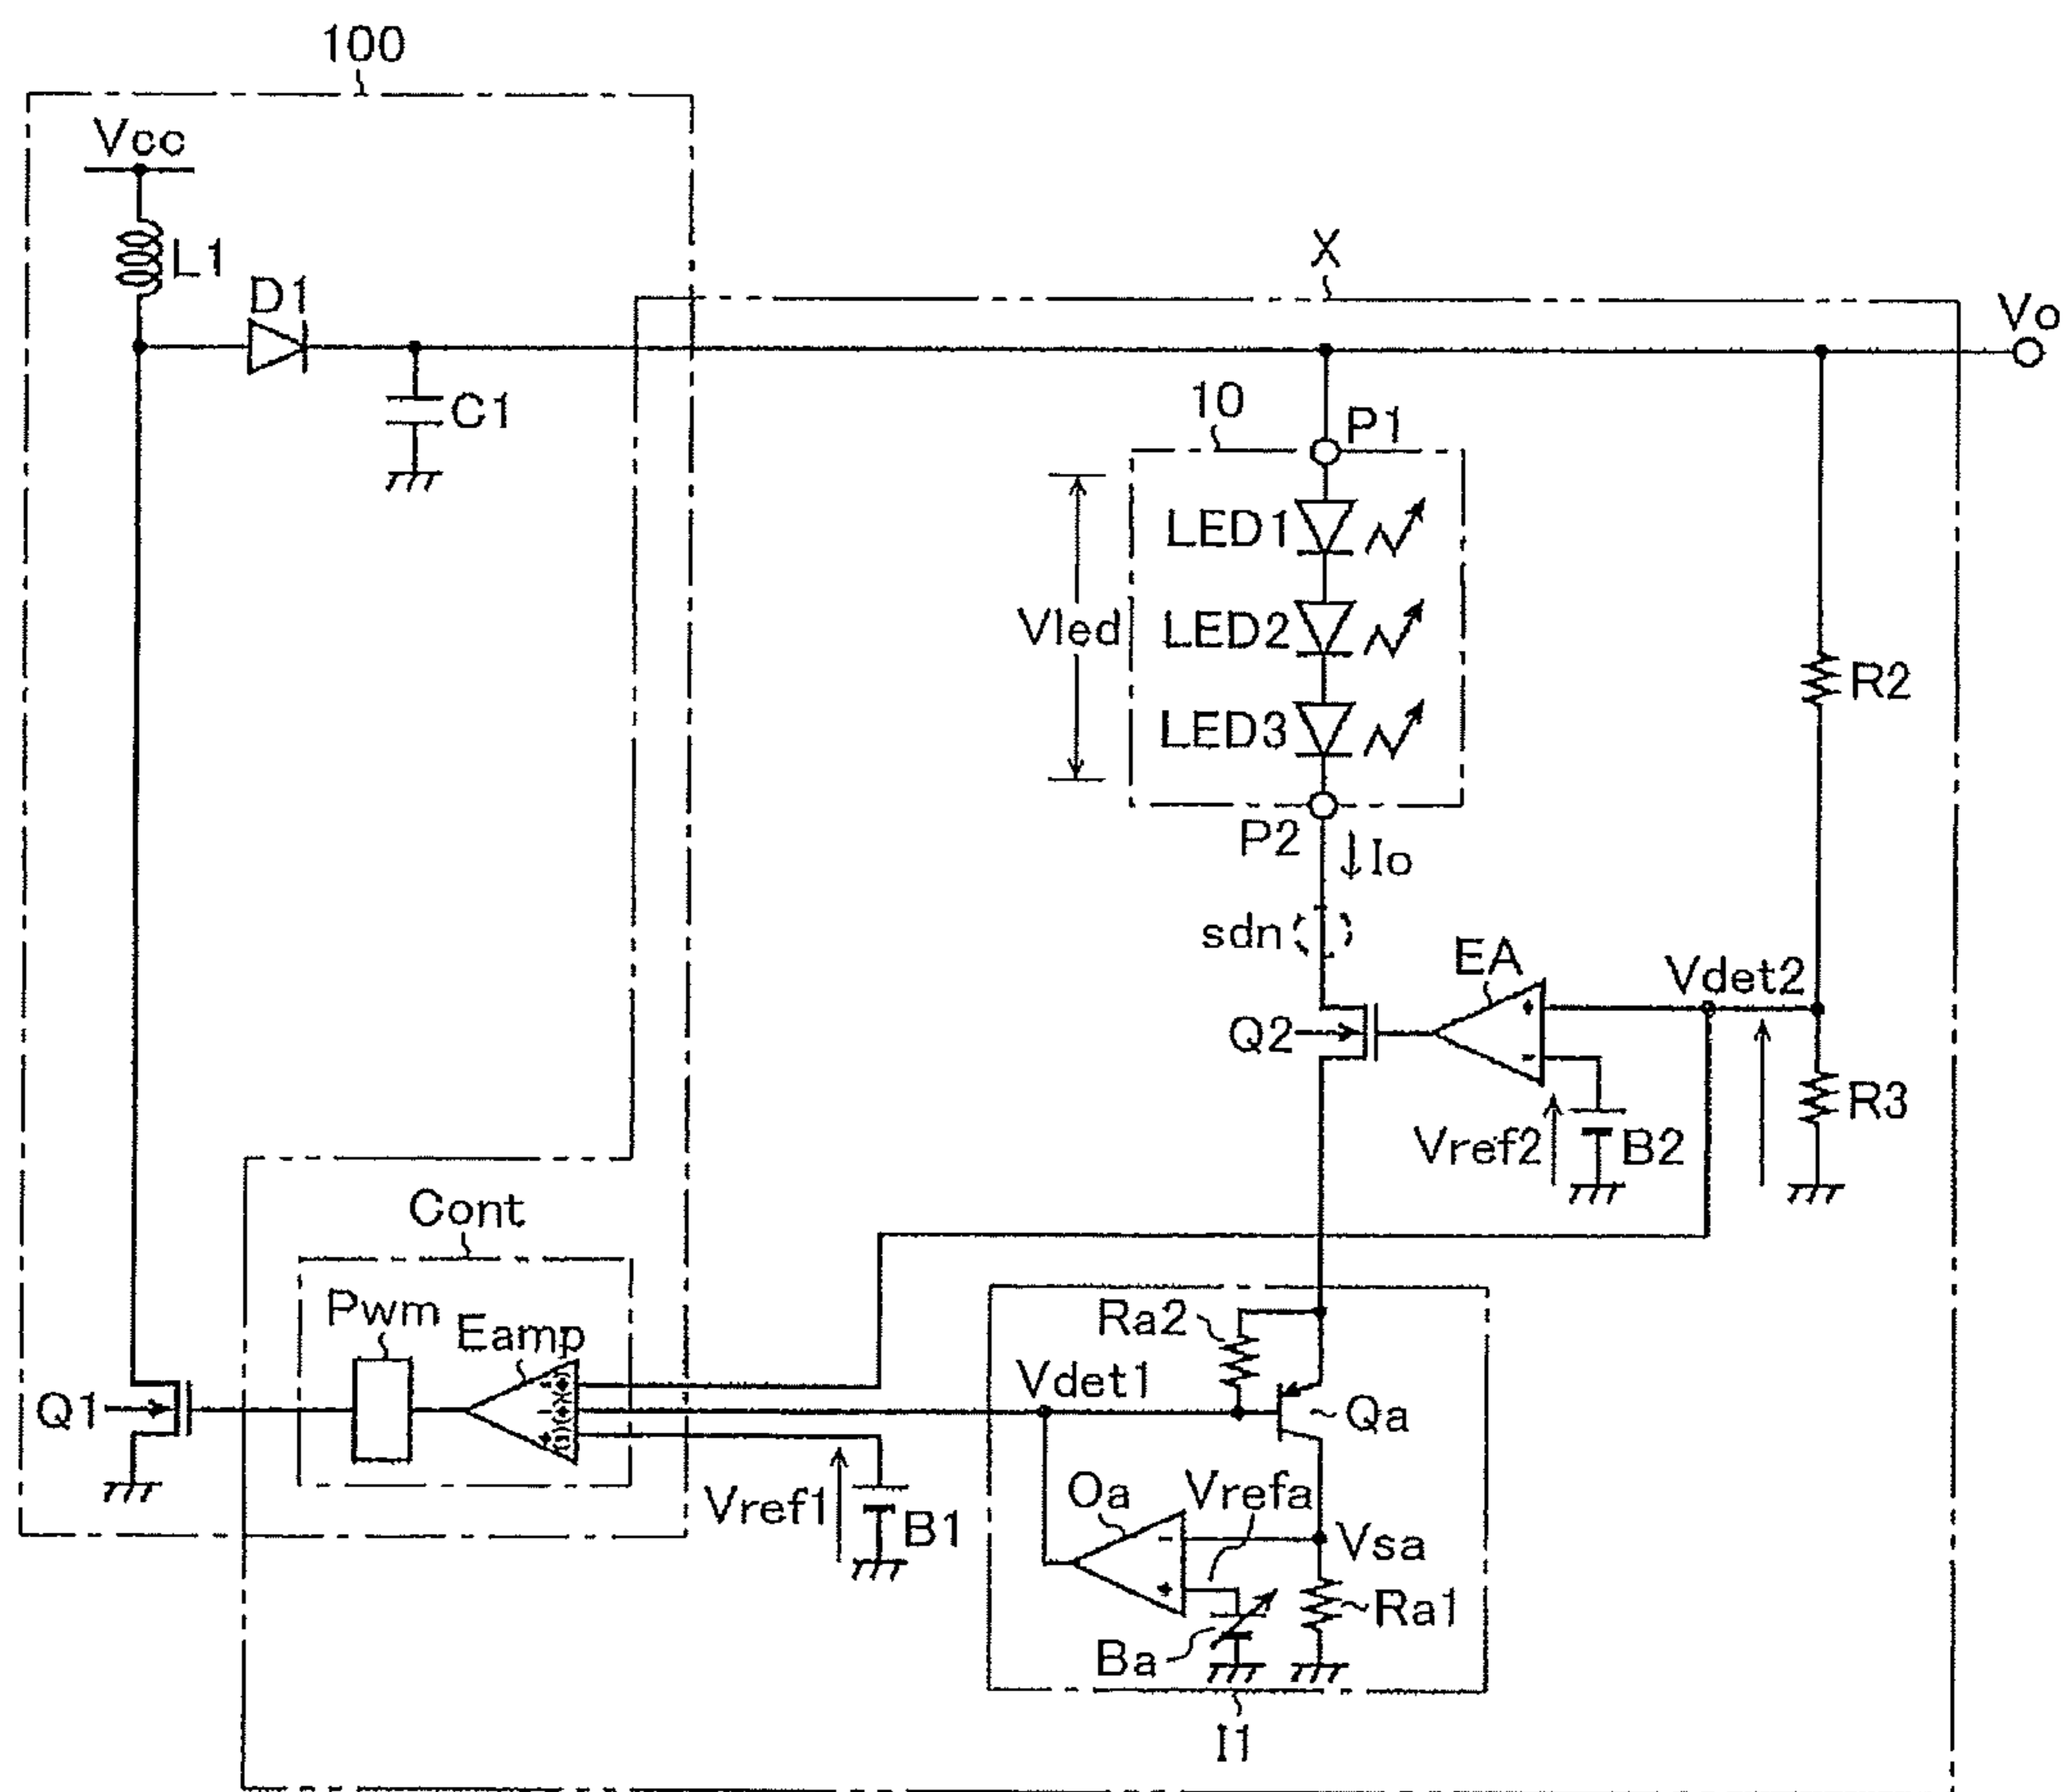 100
Vcc
L1
D1
C1
X
Vo
10
P1
LED1
Vled
LED2
LED3
R2
P2
Io
sdn
EA
Vdet2
Q2
R3
Vref2
B2
Cont
Pwm
Eamp
Ra2
Vdet1
Q1
Qa
Vref1
B1
Oa
Vrefa
Vsa
Ra1
Ba
I1